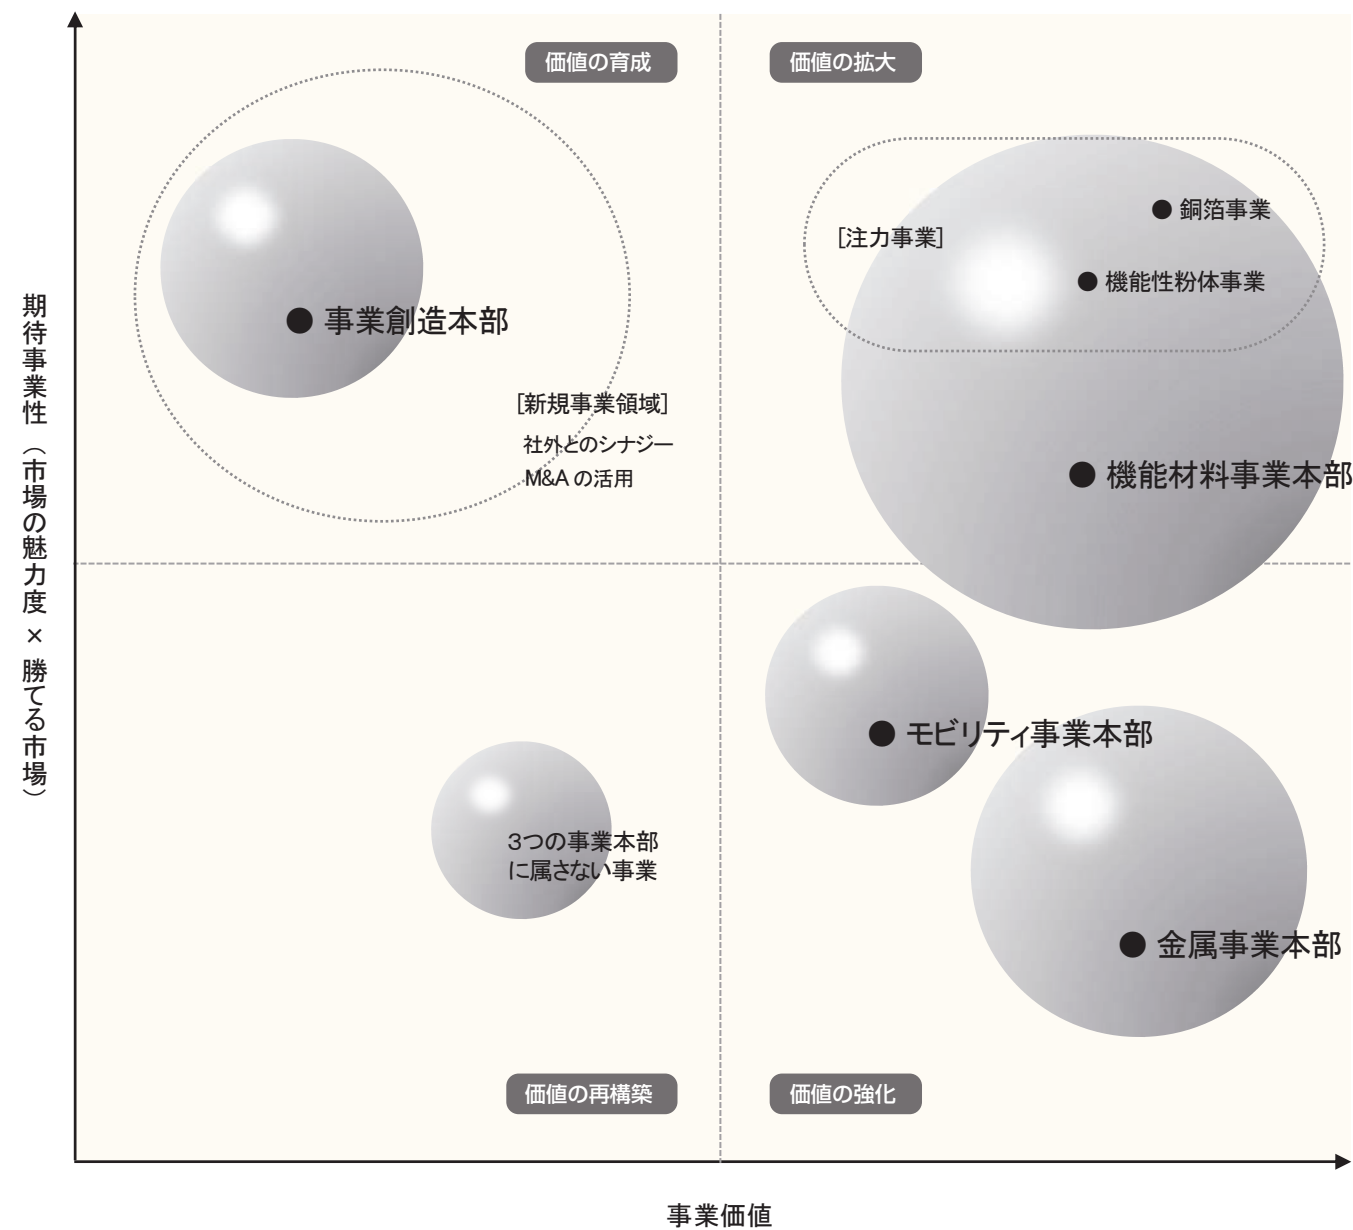 価値の育成
価値の拡大
銅箔事業
[注力事業]
機能性粉体事業
事業創造本部
[新規事業領域]
社外とのシナジー
M&Aの活用
機能材料事業本部
モビリティ事業本部
3つの事業本部
に属さない事業
金属事業本部
価値の再構築
価値の強化
期待事業性（市場の魅力度×勝てる市場）
事業価値